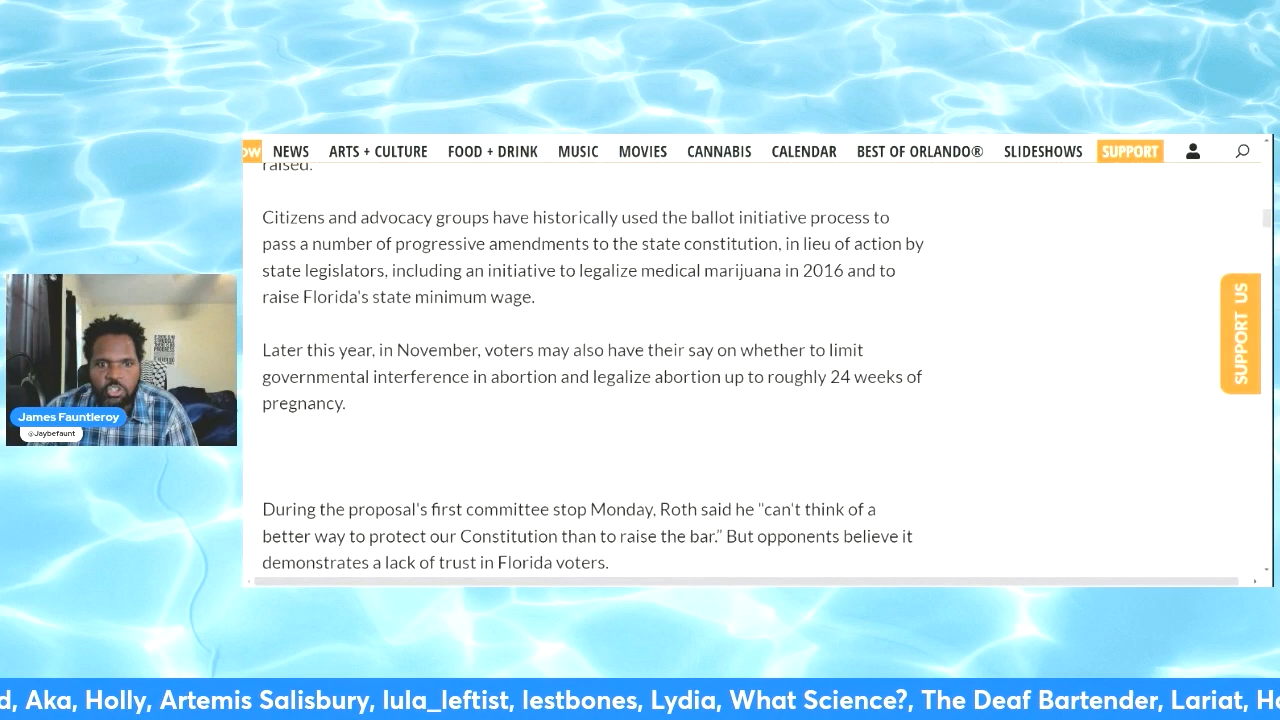 OW NEWS ARTS + CULTURE FOOD + DRINK MUSIC MOVIES CANNABIS CALENDAR BEST OF ORLANDO® SLIDESHOWS SUPPORT
raised.
Citizens and advocacy groups have historically used the ballot initiative process to
pass a number of progressive amendments to the state constitution, in lieu of action by
state legislators, including an initiative to legalize medical marijuana in 2016 and to
raise Florida's state minimum wage.
Later this year, in November, voters may also have their say on whether to limit
governmental interference in abortion and legalize abortion up to roughly 24 weeks of
pregnancy.
During the proposal's first committee stop Monday, Roth said he "can't think of a
better way to protect our Constitution than to raise the bar." But opponents believe it
demonstrates a lack of trust in Florida voters.
SUPPORT US
James Fauntleroy
@Jaybefaunt
d, Aka, Holly, Artemis Salisbury, lula_leftist, lestbones, Lydia, What Science?, The Deaf Bartender, Lariat, H